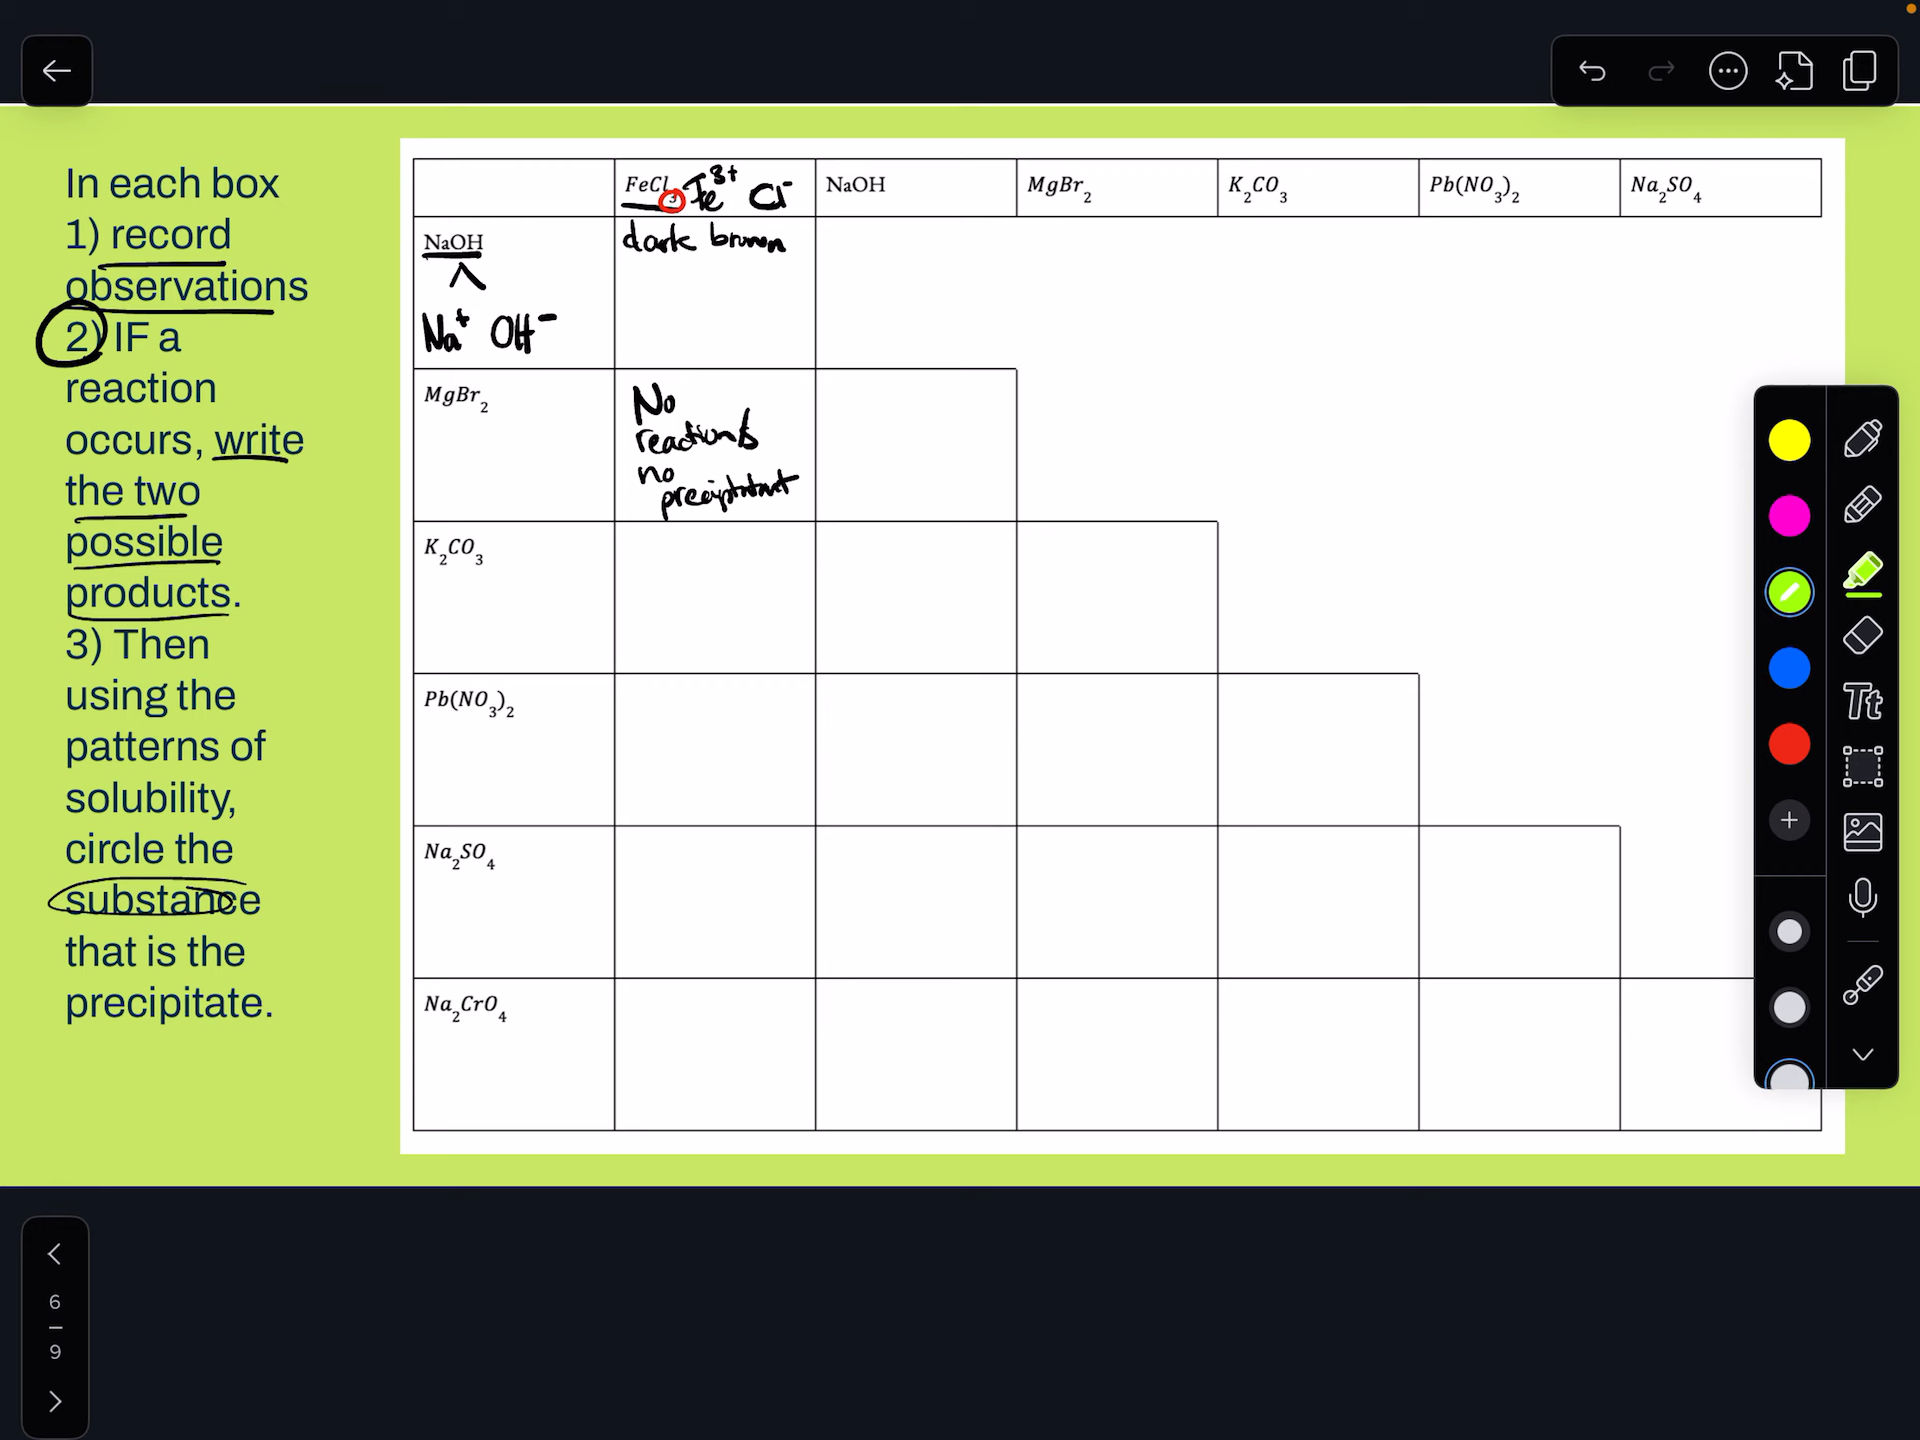 In each box
1) record
observations
2) IF a
reaction
occurs, write
the two
possible
products.
3) Then
using the
patterns of
solubility,
circle the
substance
that is the
precipitate.
FeCl₃ Fe³⁺ Cl⁻
NaOH
MgBr₂
K₂CO₃
Pb(NO₃)₂
Na₂SO₄
NaOH
Na⁺ OH⁻
dark brown
MgBr₂
No
reaction/s
no
K₂CO₃
Pb(NO₃)₂
Na₂SO₄
Na₂CrO₄
Tt
6
9